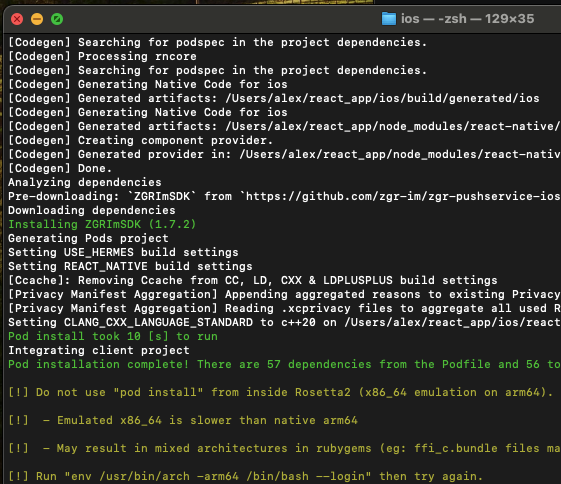 ios — -zsh — 129×35
[Codegen] Searching for podspec in the project dependencies.
[Codegen] Processing rncore
[Codegen] Searching for podspec in the project dependencies.
[Codegen] Generating Native Code for ios
[Codegen] Generated artifacts: /Users/alex/react_app/ios/build/generated/ios
[Codegen] Generating Native Code for ios
[Codegen] Generated artifacts: /Users/alex/react_app/node_modules/react-native/
[Codegen] Creating component provider.
[Codegen] Generated provider in: /Users/alex/react_app/node_modules/react-nativ
[Codegen] Done.
Analyzing dependencies
Pre-downloading: `ZGRImSDK` from `https://github.com/zgr-im/zgr-pushservice-ios
Downloading dependencies
Installing ZGRImSDK (1.7.2)
Generating Pods project
Setting USE_HERMES build settings
Setting REACT_NATIVE build settings
[Ccache]: Removing Ccache from CC, LD, CXX & LDPLUSPLUS build settings
[Privacy Manifest Aggregation] Appending aggregated reasons to existing Privacy
[Privacy Manifest Aggregation] Reading .xcprivacy files to aggregate all used R
Setting CLANG_CXX_LANGUAGE_STANDARD to c++20 on /Users/alex/react_app/ios/react
Pod install took 10 [s] to run
Integrating client project
Pod installation complete! There are 57 dependencies from the Podfile and 56 to
[!] Do not use "pod install" from inside Rosetta2 (x86_64 emulation on arm64).
[!]  - Emulated x86_64 is slower than native arm64
[!]  - May result in mixed architectures in rubygems (eg: ffi_c.bundle files ma
[!] Run "env /usr/bin/arch -arm64 /bin/bash --login" then try again.